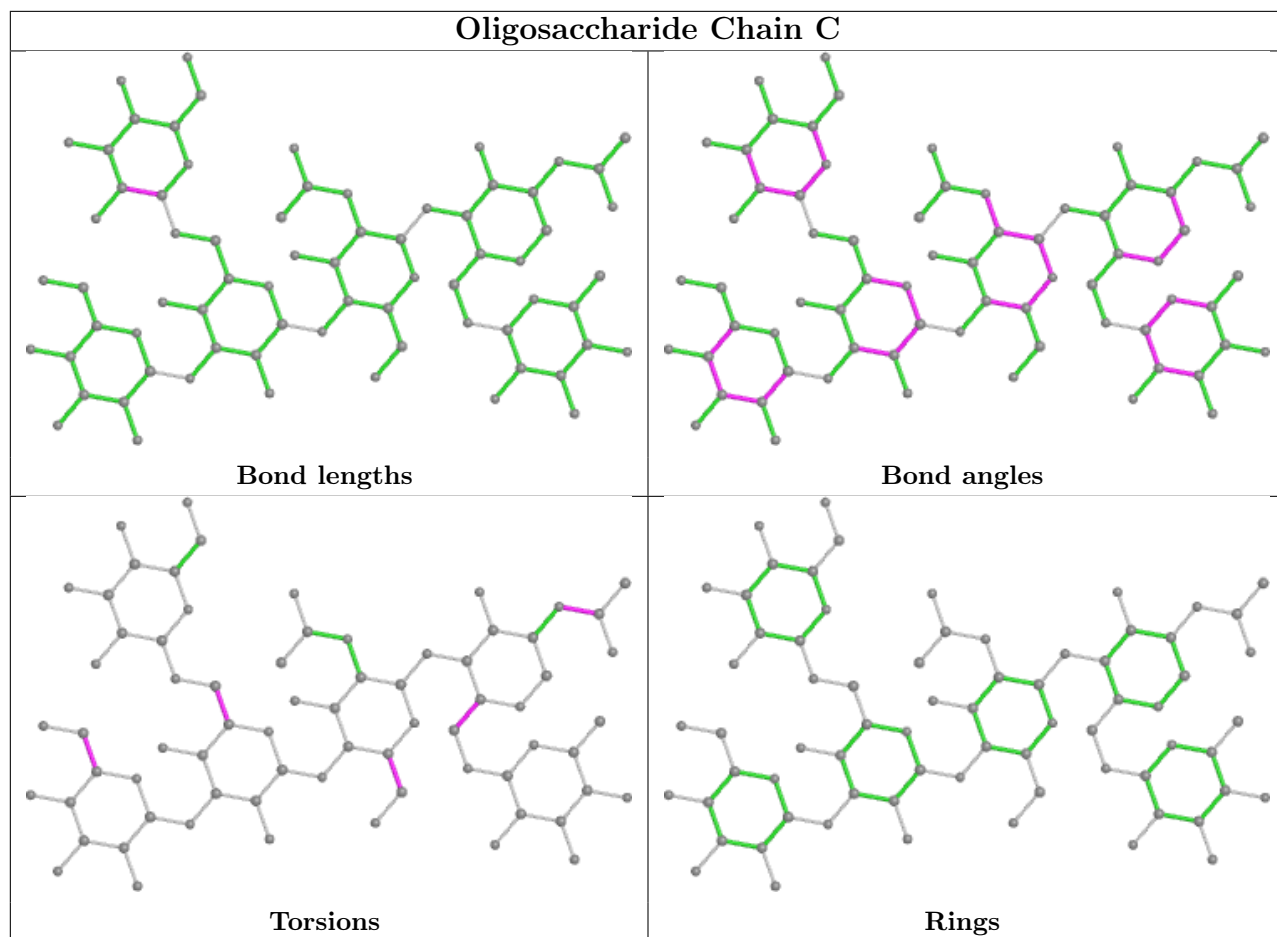 Oligosaccharide Chain C
Bond lengths
Bond angles
Torsions
Rings